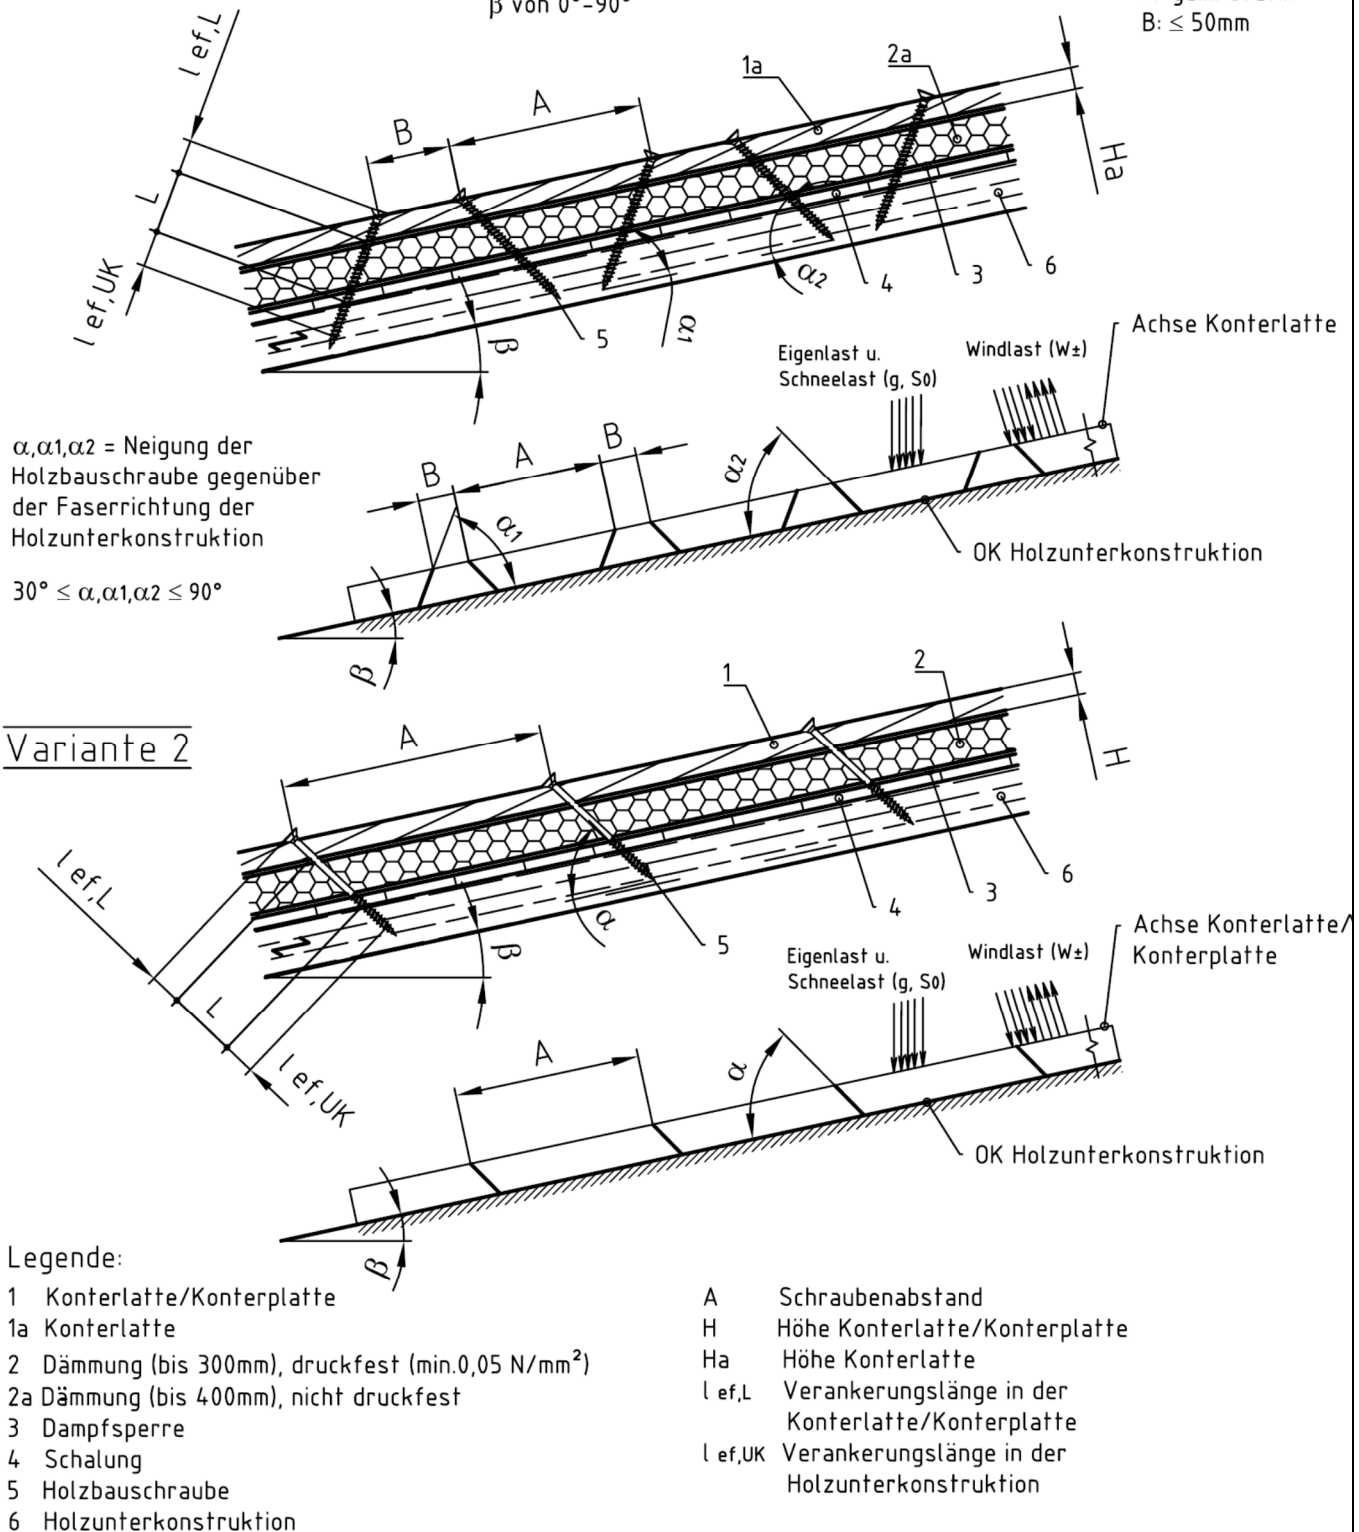 β von 0°-90°
B: ≤ 50mm
l ef,L
L
l ef,UK
B
A
1a
2a
Ha
α1
α2
β
5
4
3
6
Achse Konterlatte
Eigenlast u.
Schneelast (g, S0)
Windlast (W±)
α,α1,α2 = Neigung der
Holzbauschraube gegenüber
der Faserrichtung der
Holzunterkonstruktion
30° ≤ α,α1,α2 ≤ 90°
B
A
B
α1
α2
β
OK Holzunterkonstruktion
Variante 2
A
1
2
H
l ef,L
L
l ef,UK
β
α
5
4
3
6
Achse Konterlatte/
Konterplatte
Eigenlast u.
Schneelast (g, S0)
Windlast (W±)
A
α
β
OK Holzunterkonstruktion
Legende:
1 Konterlatte/Konterplatte
1a Konterlatte
2 Dämmung (bis 300mm), druckfest (min.0,05 N/mm²)
2a Dämmung (bis 400mm), nicht druckfest
3 Dampfsperre
4 Schalung
5 Holzbauschraube
6 Holzunterkonstruktion
A Schraubenabstand
H Höhe Konterlatte/Konterplatte
Ha Höhe Konterlatte
l ef,L Verankerungslänge in der
Konterlatte/Konterplatte
l ef,UK Verankerungslänge in der
Holzunterkonstruktion